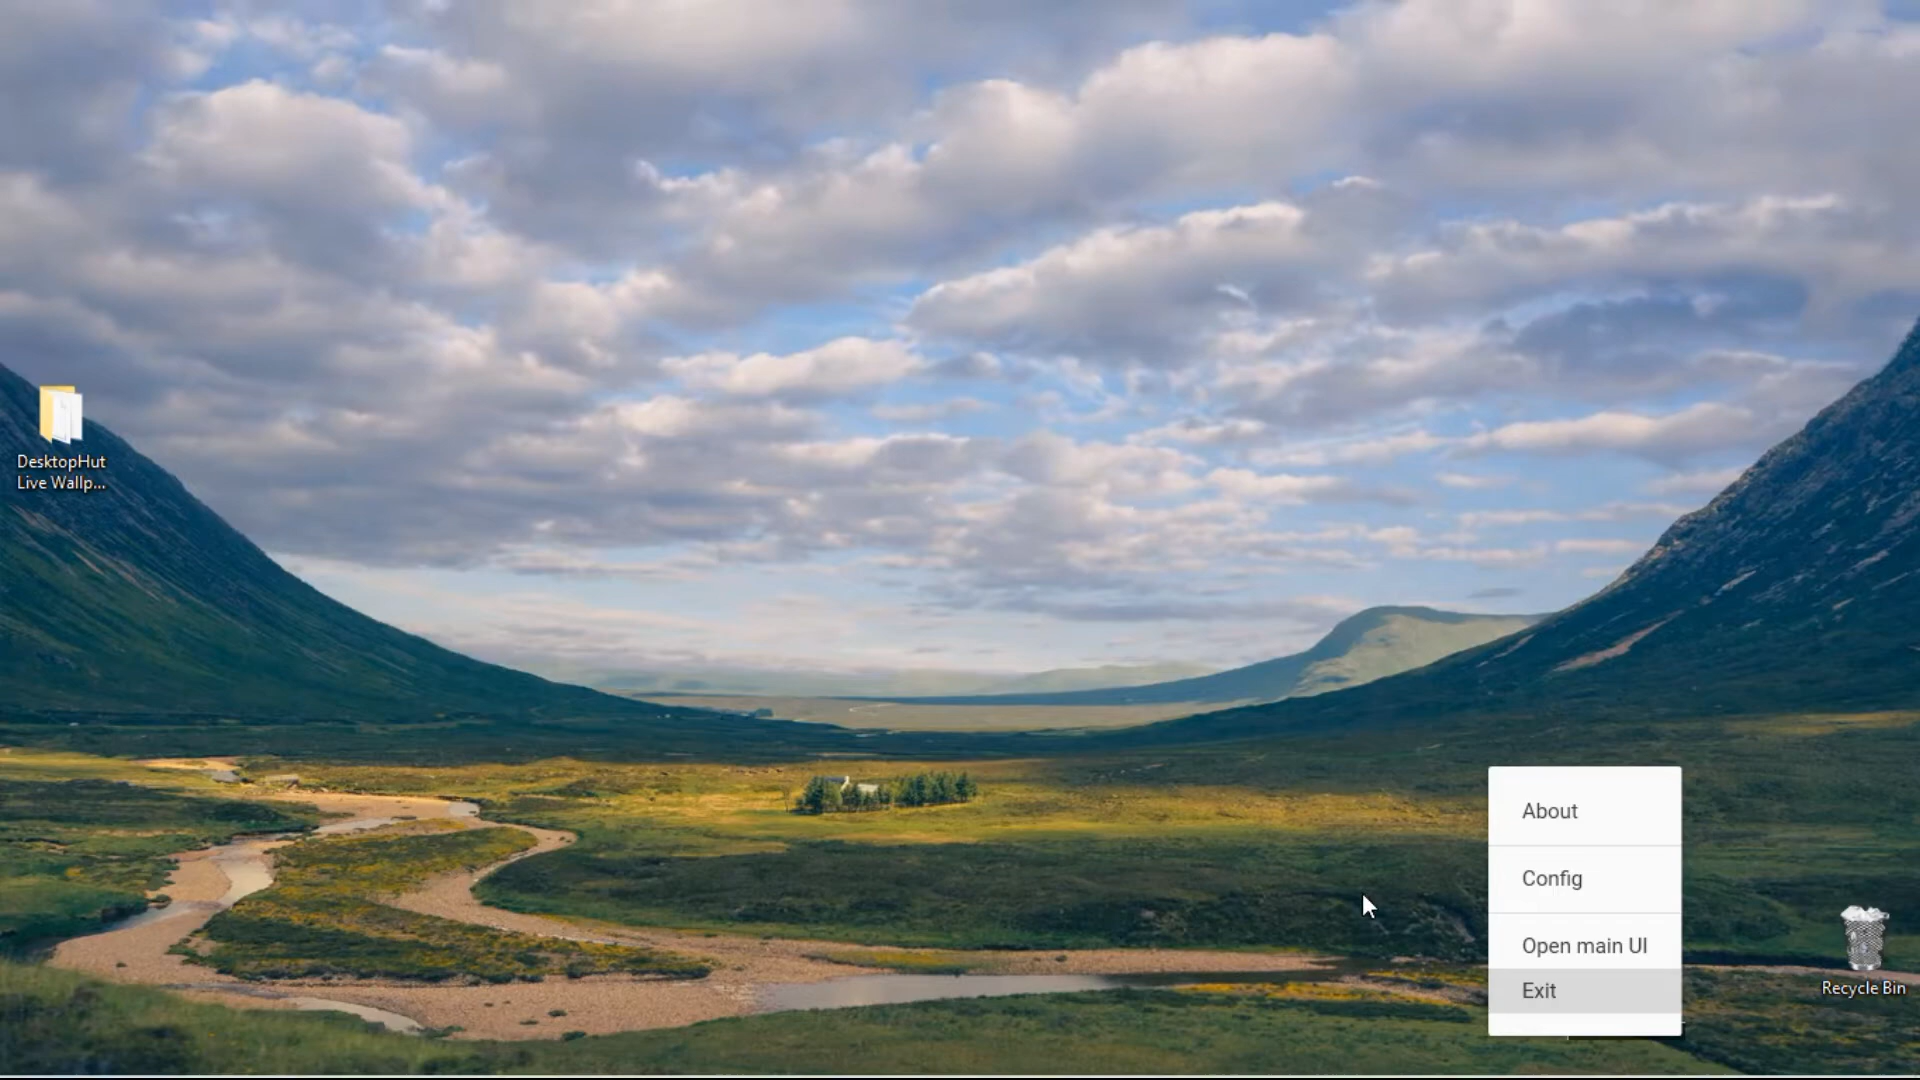 DesktopHut
Live Wallp...
About
Config
Open main UI
Exit
Recycle Bin